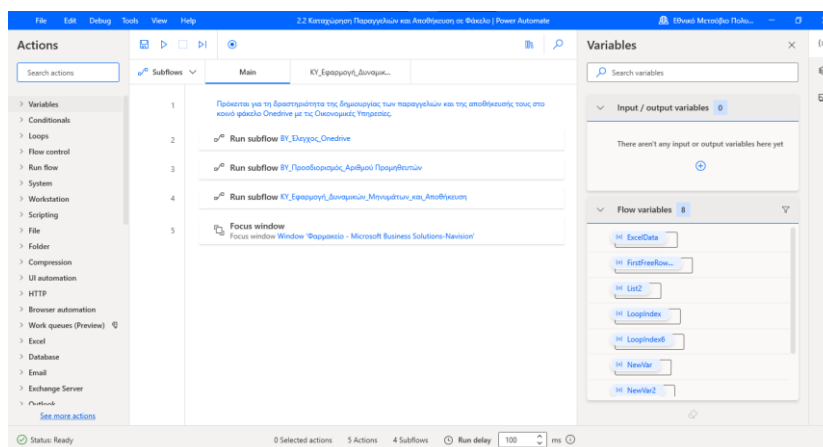 File Edit Debug Tools View Help
2.2 Καταχώρηση Παραγγελιών και Αποθήκευση σε Φάκελο | Power Automate
Εθνικό Μετσόβιο Πολυ...
Actions
Search actions
Variables
Conditionals
Loops
Flow control
Run flow
System
Workstation
Scripting
File
Folder
Compression
UI automation
HTTP
Browser automation
Work queues (Preview)
Excel
Database
Email
Exchange Server
Outlook
See more actions
Subflows
Main
ΚΥ_Εφαρμογή_Δυναμικ...
1
Πρόκειται για τη δραστηριότητα της δημιουργίας των παραγγελιών και της αποθήκευσής τους στο
κοινό φάκελο Onedrive με τις Οικονομικές Υπηρεσίες.
2
Run subflow ΒΥ_Έλεγχος_Onedrive
3
Run subflow ΒΥ_Προσδιορισμός_Αριθμού Προμηθευτών
4
Run subflow ΚΥ_Εφαρμογή_Δυναμικών_Μηνυμάτων_και_Αποθήκευση
5
Focus window
Focus window Window 'Φαρμακείο - Microsoft Business Solutions-Navision'
Variables
Search variables
Input / output variables 0
There aren't any input or output variables here yet
Flow variables 8
(x) ExcelData
(x) FirstFreeRow...
(x) List2
(x) LoopIndex
(x) LoopIndex6
(x) NewVar
(x) NewVar2
Status: Ready
0 Selected actions
5 Actions
4 Subflows
Run delay 100 ms